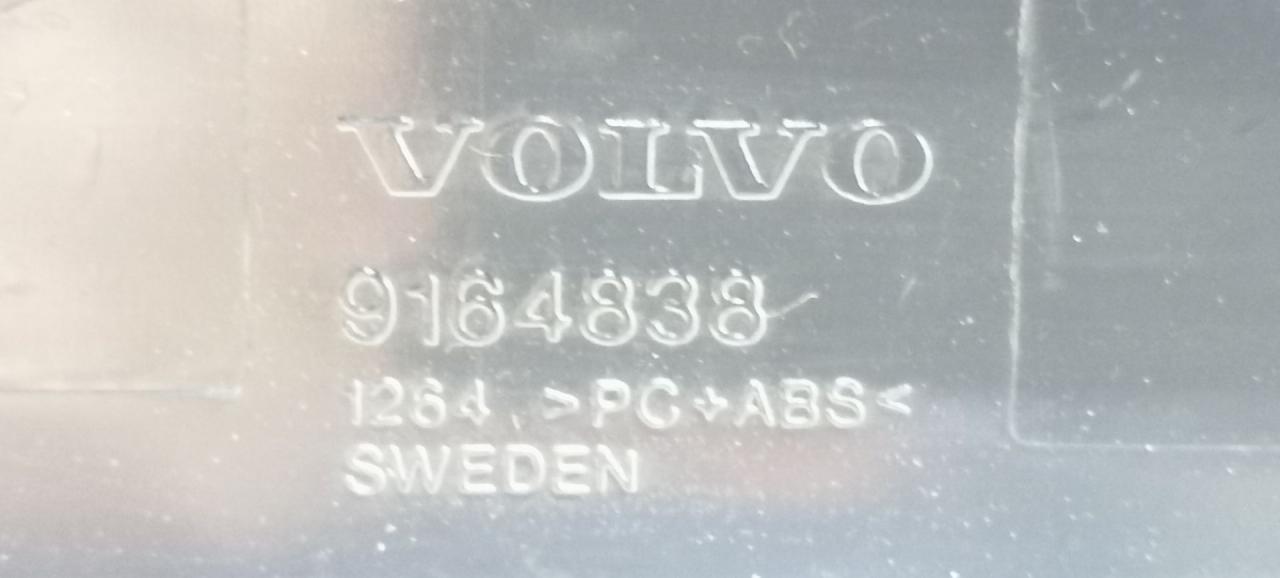 VOLVO
9164838
1264 >PC+ABS<
SWEDEN